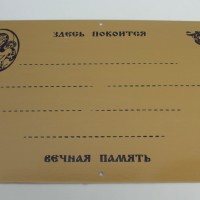 ЗДЕСЬ ПОКОИТСЯ
ВЕЧНАЯ ПАМЯТЬ